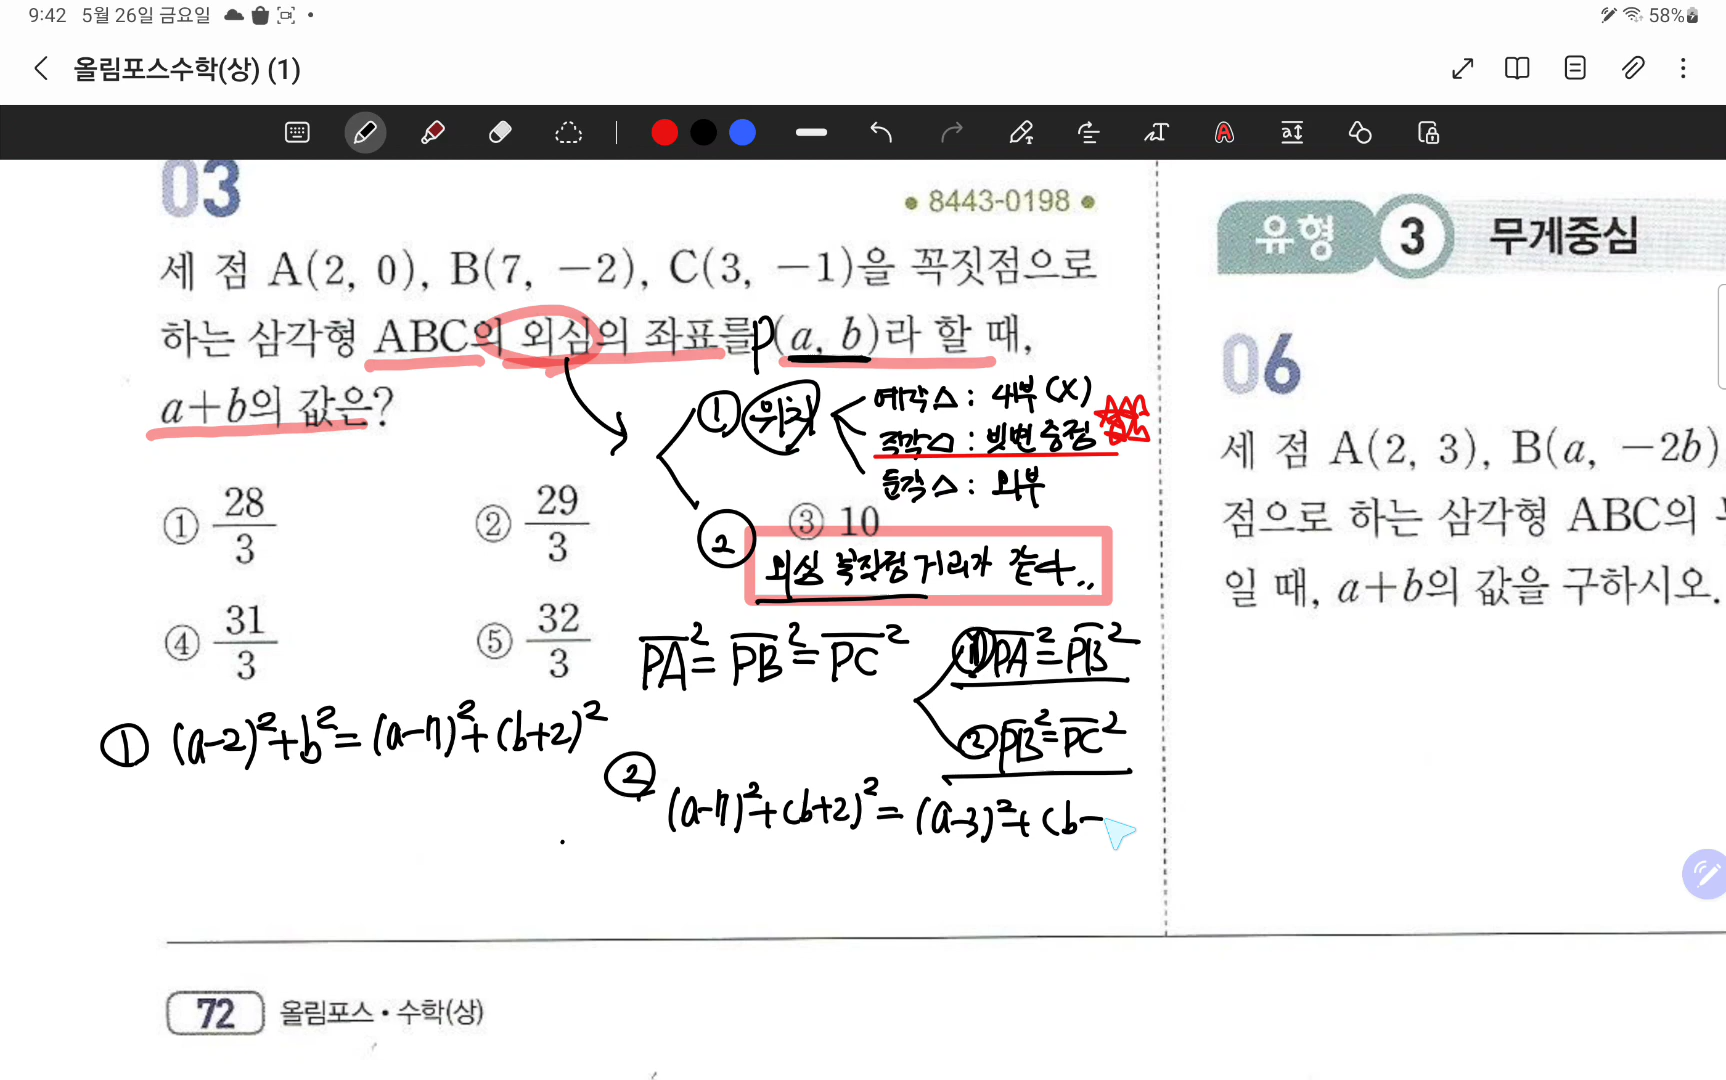 9:42 5월 26일 금요일
58%
올림포스수학(상) (1)
03
8443-0198
세 점 A(2, 0), B(7, −2), C(3, −1)을 꼭짓점으로
하는 삼각형 ABC의 외심의 좌표를 P(a, b)라 할 때,
a+b의 값은?
① 위치
예각△ : 내부 (X)
직각△ : 빗변 중점
둔각△ : 외부
① 28/3
② 29/3
③ 10
② 외심 꼭짓점 거리가 같다..
④ 31/3
⑤ 32/3
PA² = PB² = PC²
① PA² = PB²
② PB² = PC²
① (a-2)² + b² = (a-7)² + (b+2)²
② (a-7)² + (b+2)² = (a-3)² + (b-
72 올림포스 • 수학(상)
유형 3 무게중심
06
세 점 A(2, 3), B(a, −2b)
점으로 하는 삼각형 ABC의
일 때, a+b의 값을 구하시오.